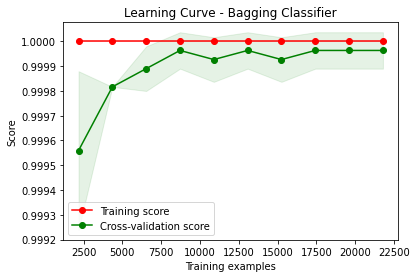 Learning Curve - Bagging Classifier
Score
1.0000
0.9999
0.9998
0.9997
0.9996
0.9995
0.9994
0.9993
0.9992
Training score
Cross-validation score
2500 5000 7500 10000 12500 15000 17500 20000 22500
Training examples